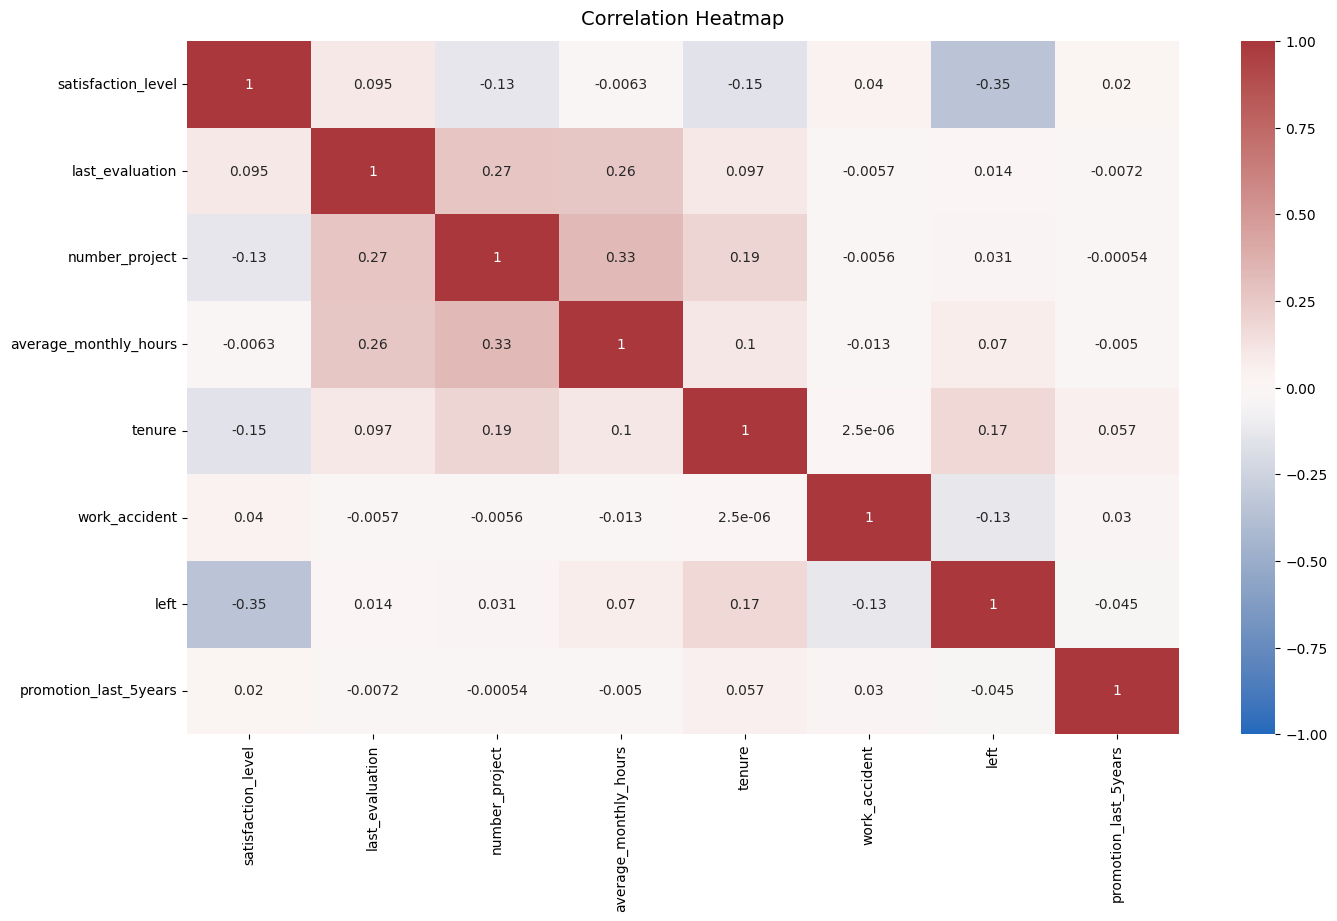 Correlation Heatmap
satisfaction_level 1 0.095 -0.13 -0.0063 -0.15 0.04 -0.35 0.02
last_evaluation 0.095 1 0.27 0.26 0.097 -0.0057 0.014 -0.0072
number_project -0.13 0.27 1 0.33 0.19 -0.0056 0.031 -0.00054
average_monthly_hours -0.0063 0.26 0.33 1 0.1 -0.013 0.07 -0.005
tenure -0.15 0.097 0.19 0.1 1 2.5e-06 0.17 0.057
work_accident 0.04 -0.0057 -0.0056 -0.013 2.5e-06 1 -0.13 0.03
left -0.35 0.014 0.031 0.07 0.17 -0.13 1 -0.045
promotion_last_5years 0.02 -0.0072 -0.00054 -0.005 0.057 0.03 -0.045 1
satisfaction_level
last_evaluation
number_project
average_monthly_hours
tenure
work_accident
left
promotion_last_5years
1.00
0.75
0.50
0.25
0.00
−0.25
−0.50
−0.75
−1.00